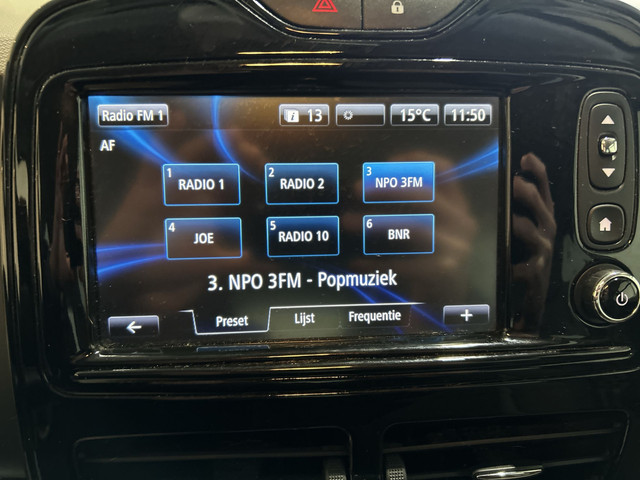 Radio FM 1
i 13
15°C
11:50
AF
1 RADIO 1
2 RADIO 2
3 NPO 3FM
4 JOE
5 RADIO 10
6 BNR
3. NPO 3FM - Popmuziek
Preset
Lijst
Frequentie
+